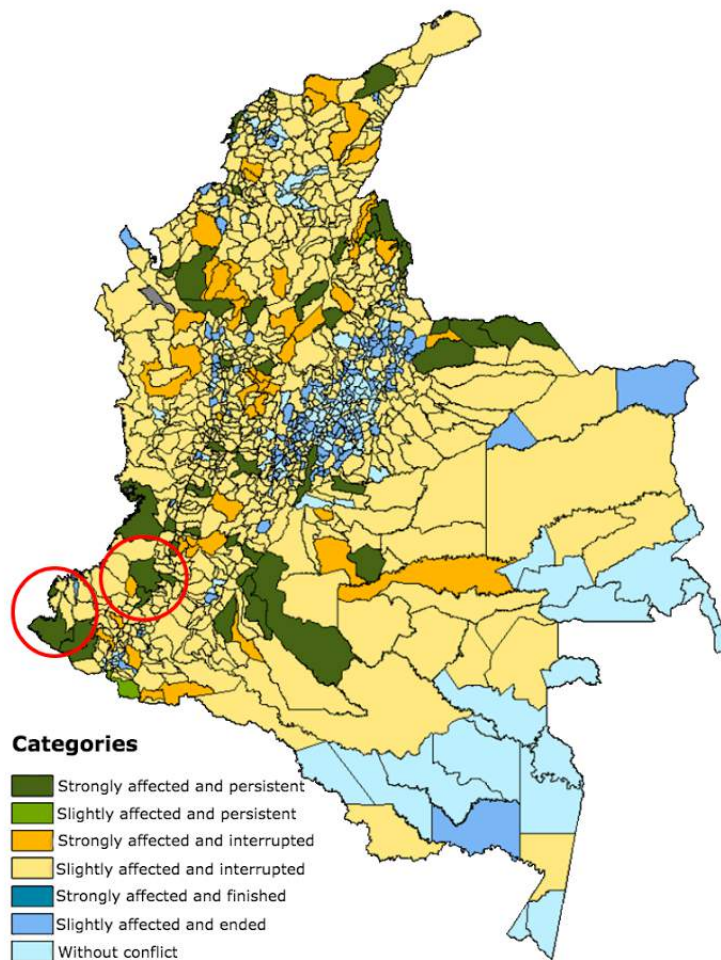 Categories
Strongly affected and persistent
Slightly affected and persistent
Strongly affected and interrupted
Slightly affected and interrupted
Strongly affected and finished
Slightly affected and ended
Without conflict